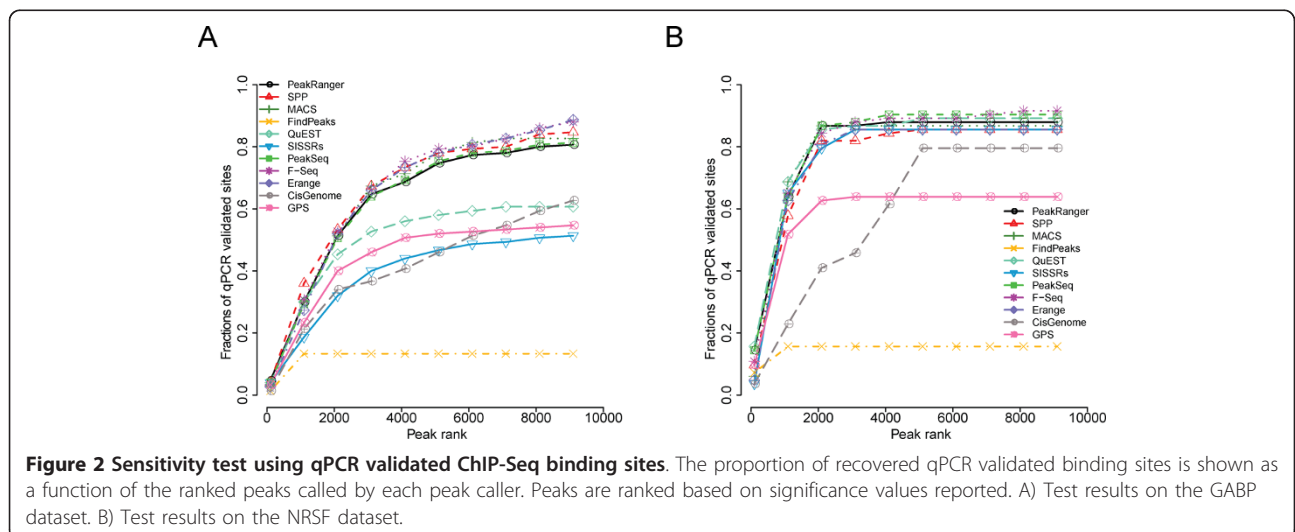 A
B
Fractions of qPCR validated sites
1.0
0.8
0.6
0.4
0.2
0.0
PeakRanger
SPP
MACS
FindPeaks
QuEST
SISSRs
PeakSeq
F-Seq
Erange
CisGenome
GPS
0 2000 4000 6000 8000 10000
Peak rank
Fractions of qPCR validated sites
1.0
0.8
0.6
0.4
0.2
0.0
PeakRanger
SPP
MACS
FindPeaks
QuEST
SISSRs
PeakSeq
F-Seq
Erange
CisGenome
GPS
0 2000 4000 6000 8000 10000
Peak rank
Figure 2 Sensitivity test using qPCR validated ChIP-Seq binding sites. The proportion of recovered qPCR validated binding sites is shown as
a function of the ranked peaks called by each peak caller. Peaks are ranked based on significance values reported. A) Test results on the GABP
dataset. B) Test results on the NRSF dataset.